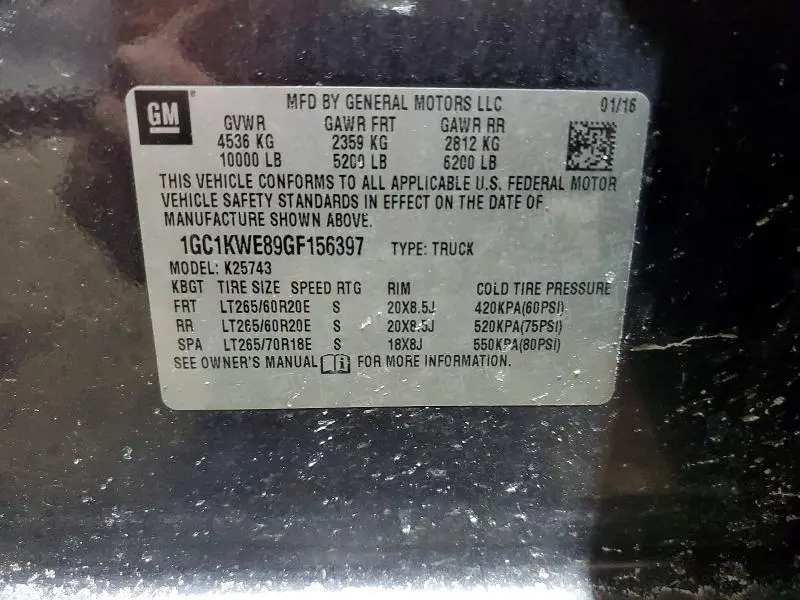 GM MFD BY GENERAL MOTORS LLC 01/16
GVWR GAWR FRT GAWR RR
4536 KG 2359 KG 2812 KG
10000 LB 5200 LB 6200 LB
THIS VEHICLE CONFORMS TO ALL APPLICABLE U.S. FEDERAL MOTOR
VEHICLE SAFETY STANDARDS IN EFFECT ON THE DATE OF
MANUFACTURE SHOWN ABOVE.
1GC1KWE89GF156397 TYPE: TRUCK
MODEL: K25743
KBGT TIRE SIZE SPEED RTG RIM COLD TIRE PRESSURE
FRT LT265/60R20E S 20X8.5J 420KPA(60PSI)
RR LT265/60R20E S 20X8.5J 520KPA(75PSI)
SPA LT265/70R18E S 18X8J 550KPA(80PSI)
SEE OWNER'S MANUAL FOR MORE INFORMATION.